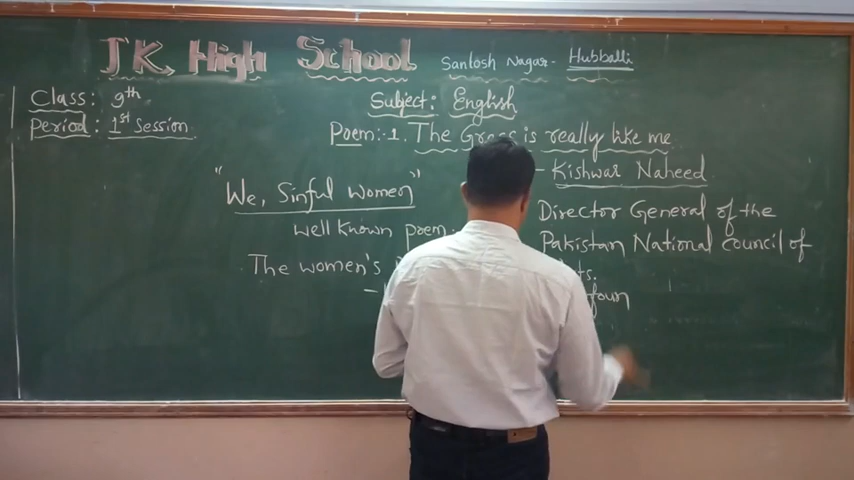 JK High School Santosh Nagar- Hubballi
Class: 9th
Subject: English
Period: 1st Session
Poem:-1. The Grass is really like me
- Kishwar Naheed
"We, Sinful Women"
Director General of the
well known poem.
Pakistan National Council of
The women's